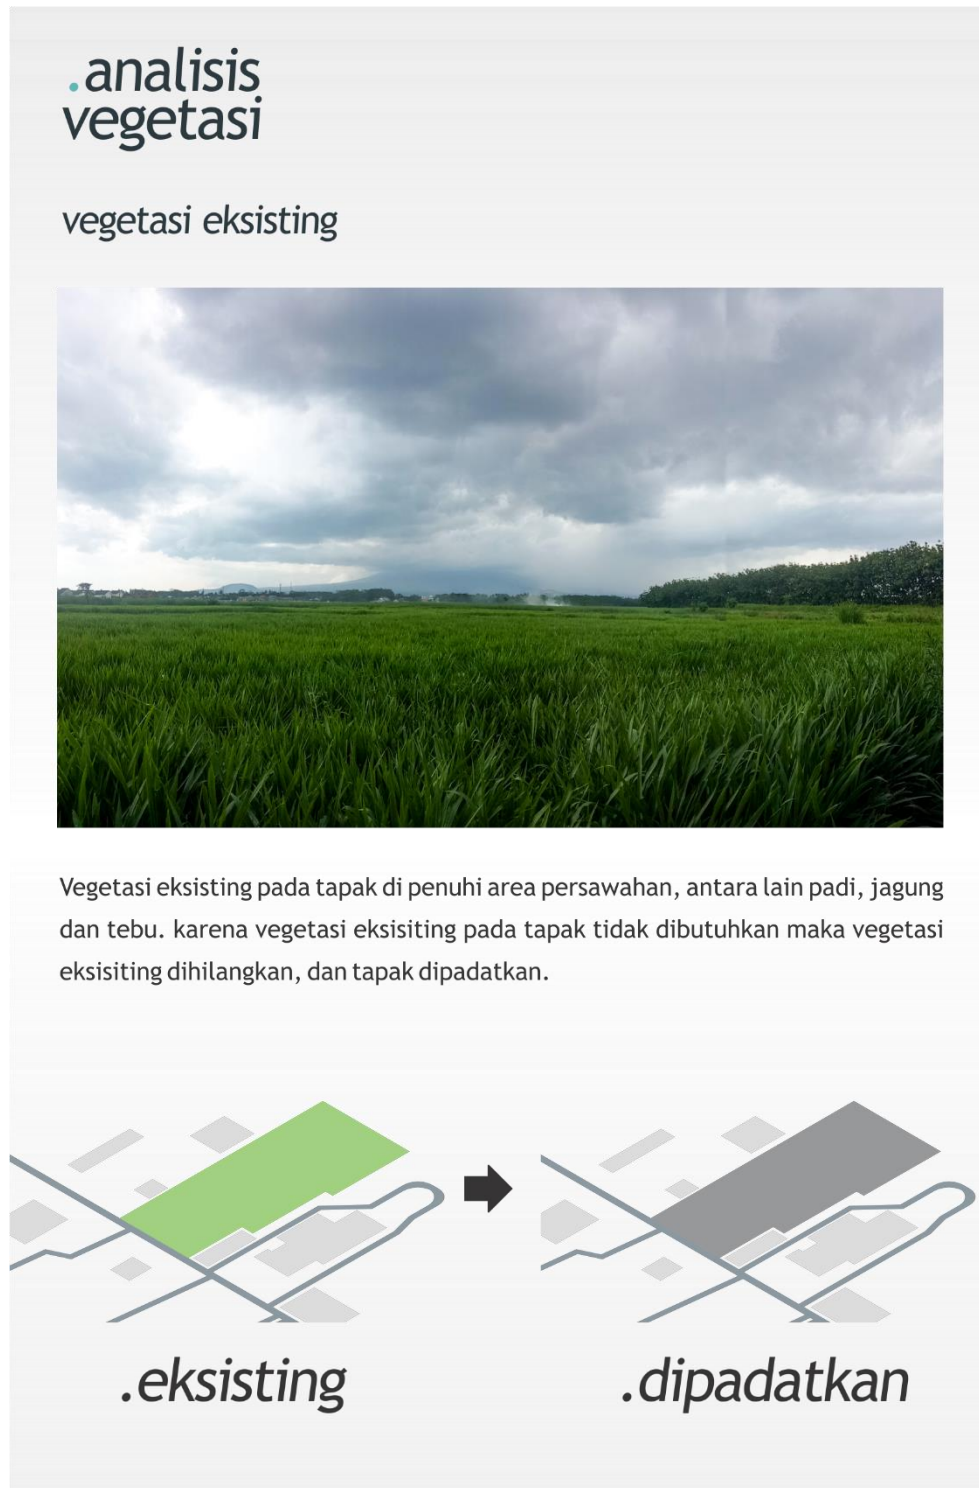 .analisis
vegetasi
vegetasi eksisting
Vegetasi eksisting pada tapak di penuhi area persawahan, antara lain padi, jagung
dan tebu. karena vegetasi eksisiting pada tapak tidak dibutuhkan maka vegetasi
eksisiting dihilangkan, dan tapak dipadatkan.
.eksisting
.dipadatkan